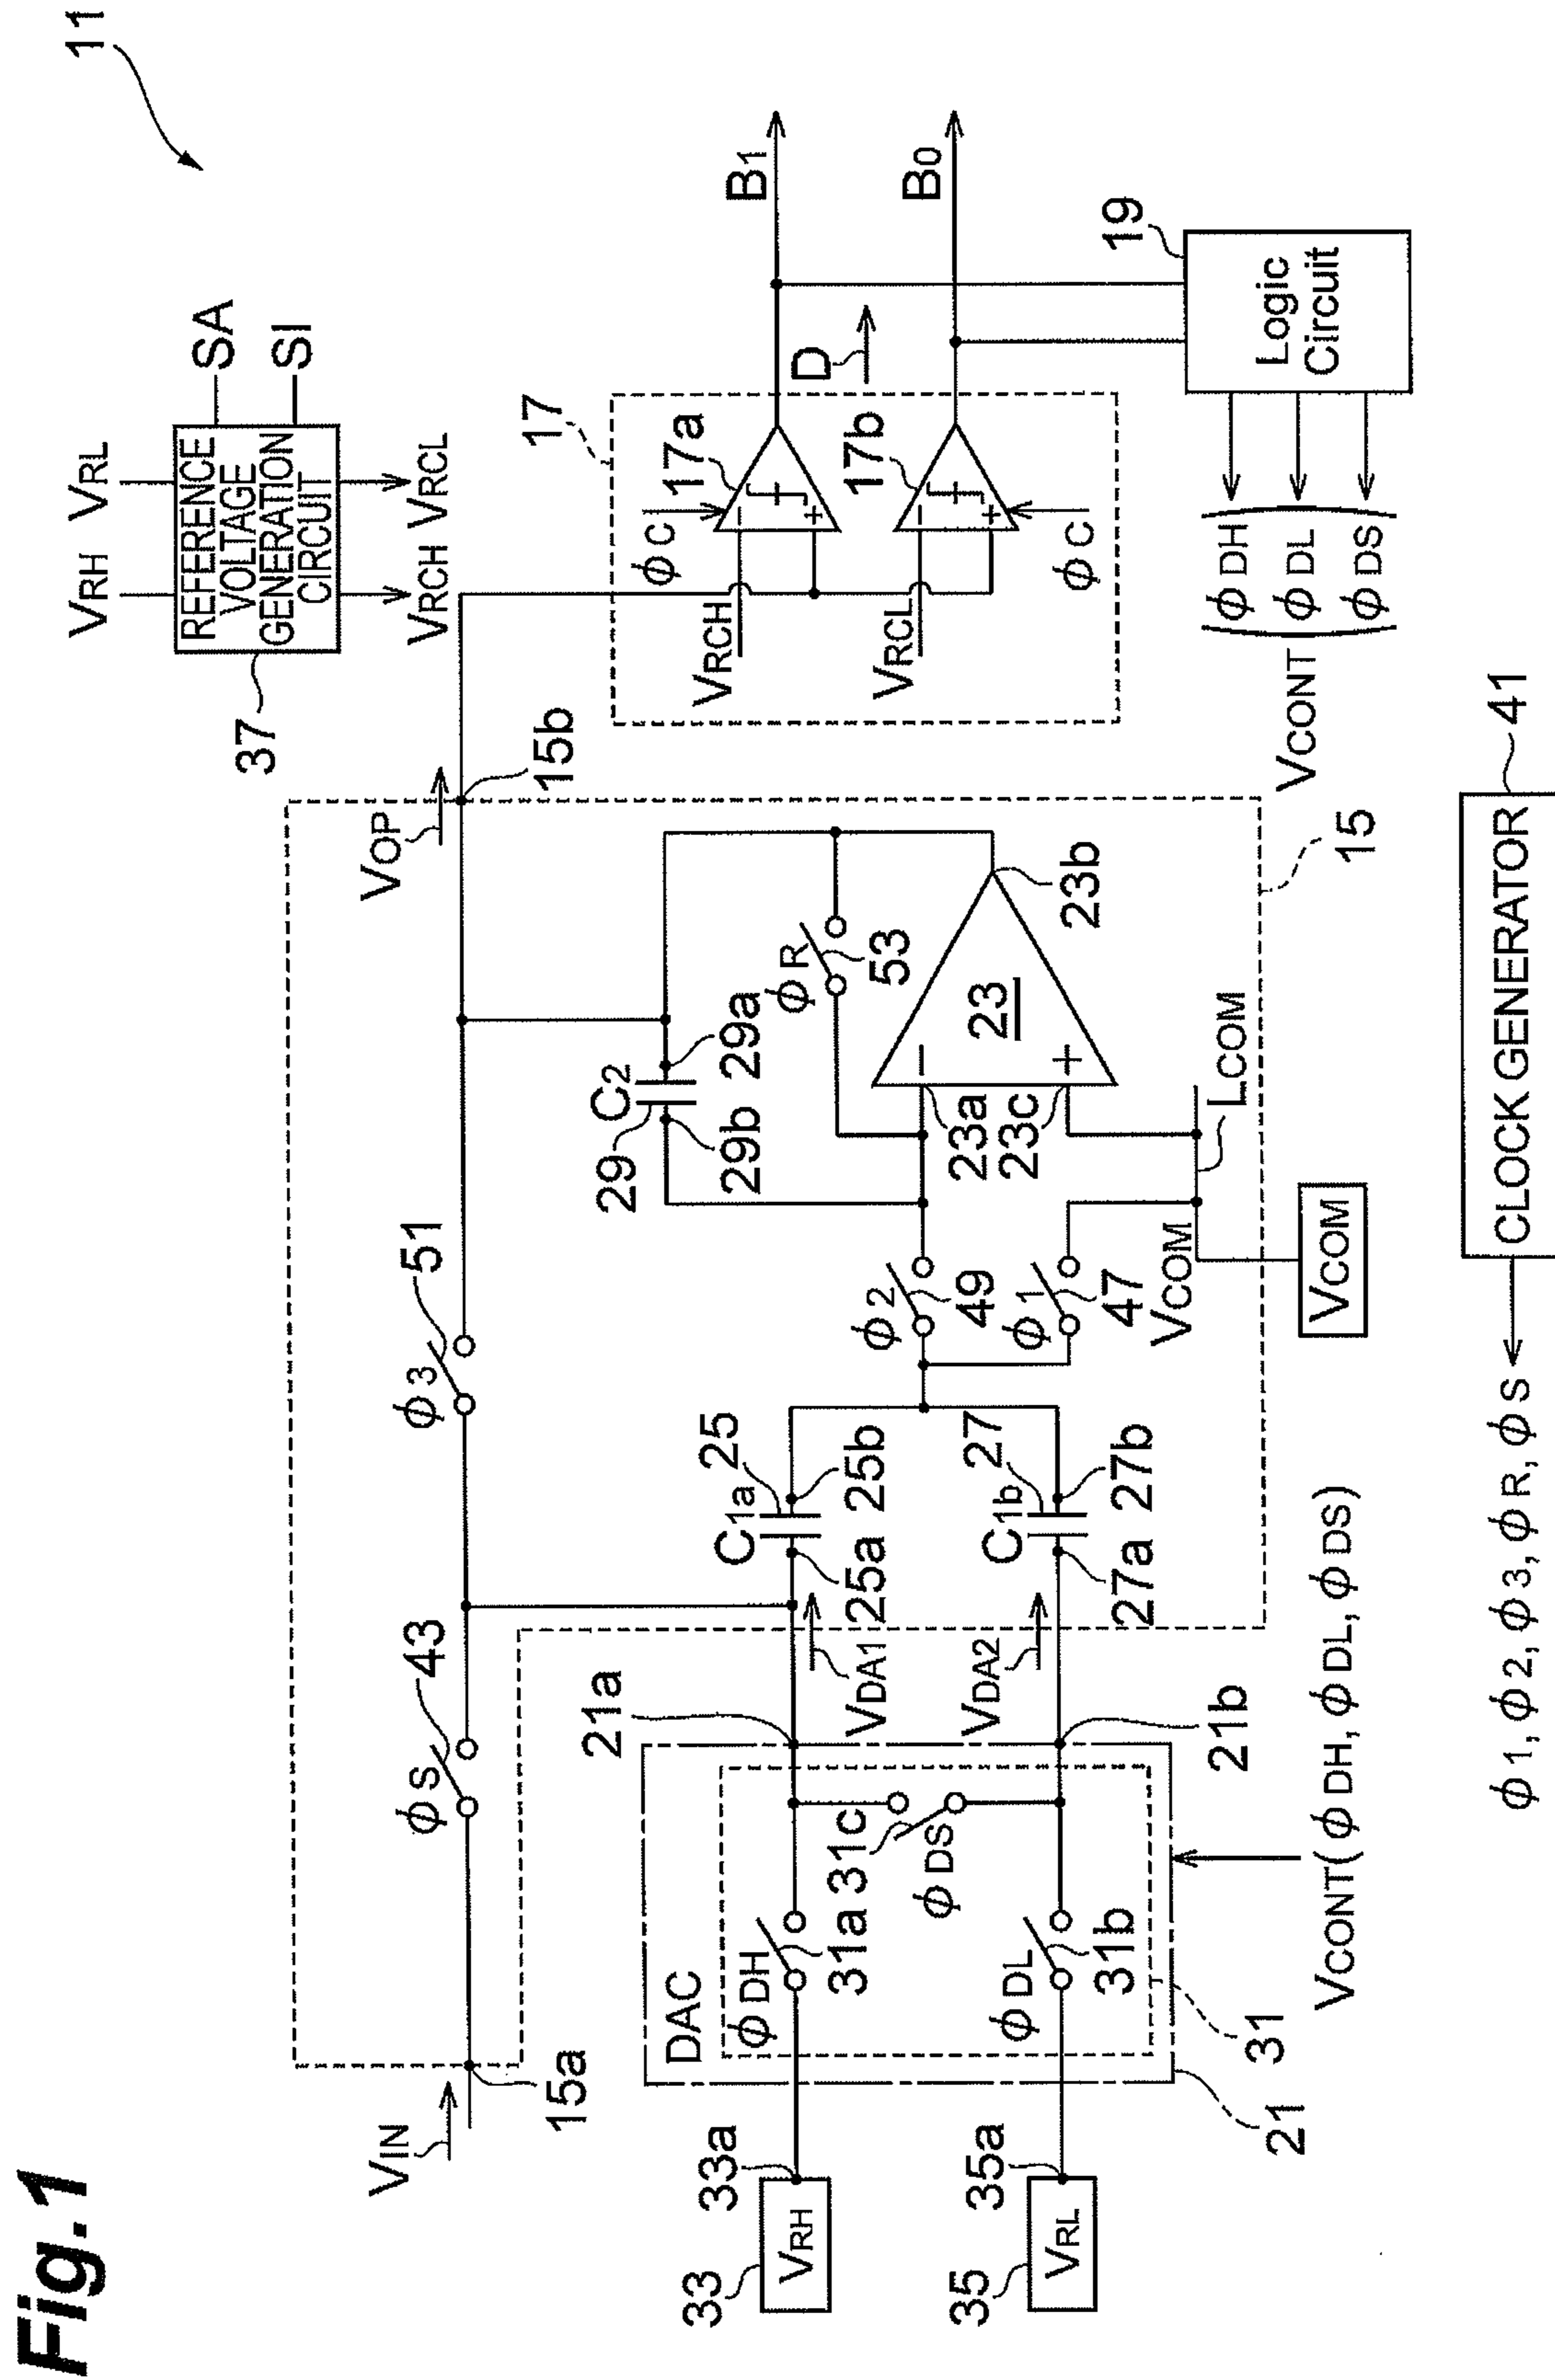 Fig.1
11
VRH VRL
REFERENCE
VOLTAGE
GENERATION
CIRCUIT
SA
SI
37
VRCH VRCL
VIN
15a
φS
43
φ3
51
VOP
15b
17
φC
17a
VRCH
B1
D
17b
VRCL
φC
B0
19
Logic
Circuit
φDH
φDL
φDS
VCONT
C2
29
29a
29b
φR
53
23
23a
23b
23c
φ2
49
φ1
47
VCOM
LCOM
VCOM
15
C1a
25
25a
25b
C1b
27
27a
27b
VDA1
VDA2
21a
21b
DAC
φDH
31a
31c
φDS
φDL
31b
31
21
33
33a
VRH
35
35a
VRL
VCONT(φDH, φDL, φDS)
41
CLOCK GENERATOR
φ1, φ2, φ3, φR, φS